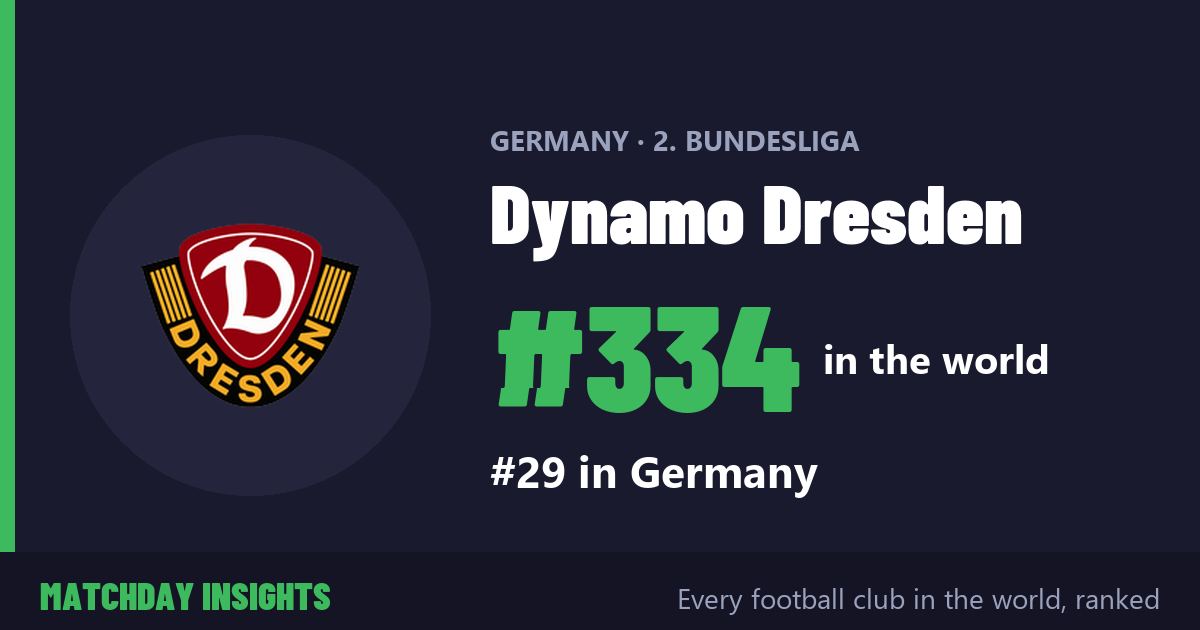 GERMANY · 2. BUNDESLIGA
Dynamo Dresden
#334 in the world
#29 in Germany
D
DRESDEN
MATCHDAY INSIGHTS
Every football club in the world, ranked